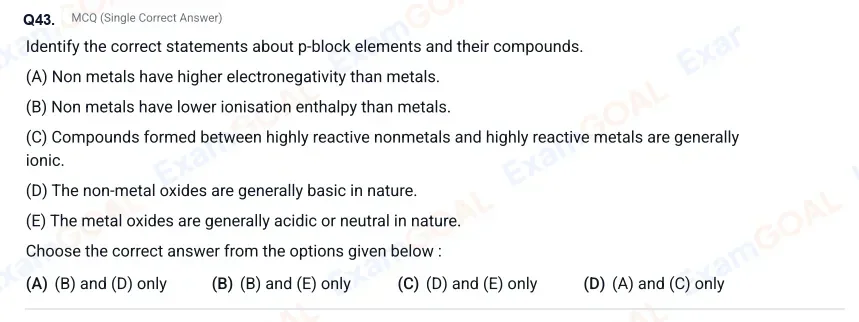 Q43. MCQ (Single Correct Answer)
Identify the correct statements about p-block elements and their compounds.
(A) Non metals have higher electronegativity than metals.
(B) Non metals have lower ionisation enthalpy than metals.
(C) Compounds formed between highly reactive nonmetals and highly reactive metals are generally
ionic.
(D) The non-metal oxides are generally basic in nature.
(E) The metal oxides are generally acidic or neutral in nature.
Choose the correct answer from the options given below :
(A) (B) and (D) only (B) (B) and (E) only (C) (D) and (E) only (D) (A) and (C) only
ExamGOAL
ExamGOAL